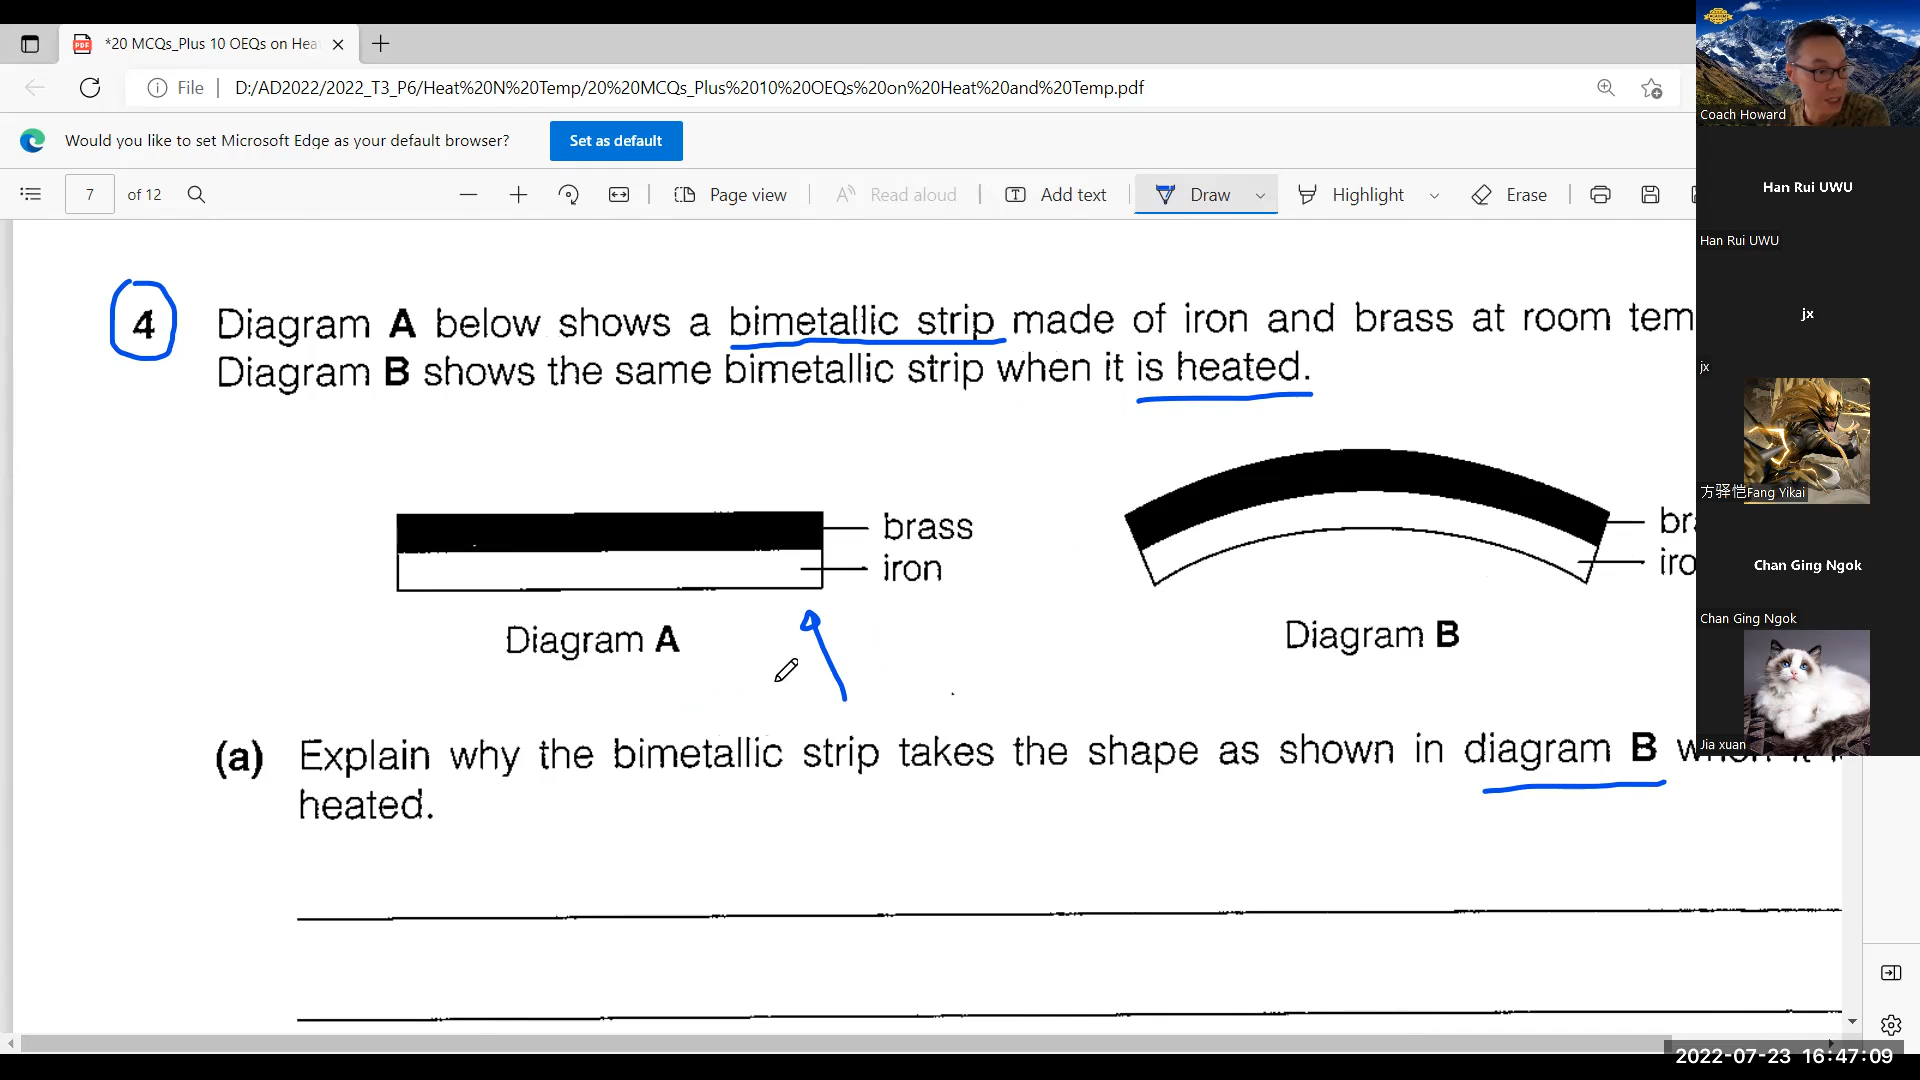 *20 MCQs_Plus 10 OEQs on Hea
File
D:/AD2022/2022_T3_P6/Heat%20N%20Temp/20%20MCQs_Plus%2010%20OEQs%20on%20Heat%20and%20Temp.pdf
Would you like to set Microsoft Edge as your default browser?
Set as default
7 of 12
Page view
Read aloud
Add text
Draw
Highlight
Erase
4 Diagram A below shows a bimetallic strip made of iron and brass at room tem
Diagram B shows the same bimetallic strip when it is heated.
brass
iron
Diagram A
bra
iro
Diagram B
(a) Explain why the bimetallic strip takes the shape as shown in diagram B when it i
heated.
Coach Howard
Han Rui UWU
Han Rui UWU
jx
jx
方驿恺Fang Yikai
Chan Ging Ngok
Chan Ging Ngok
Jia xuan
2022-07-23 16:47:09